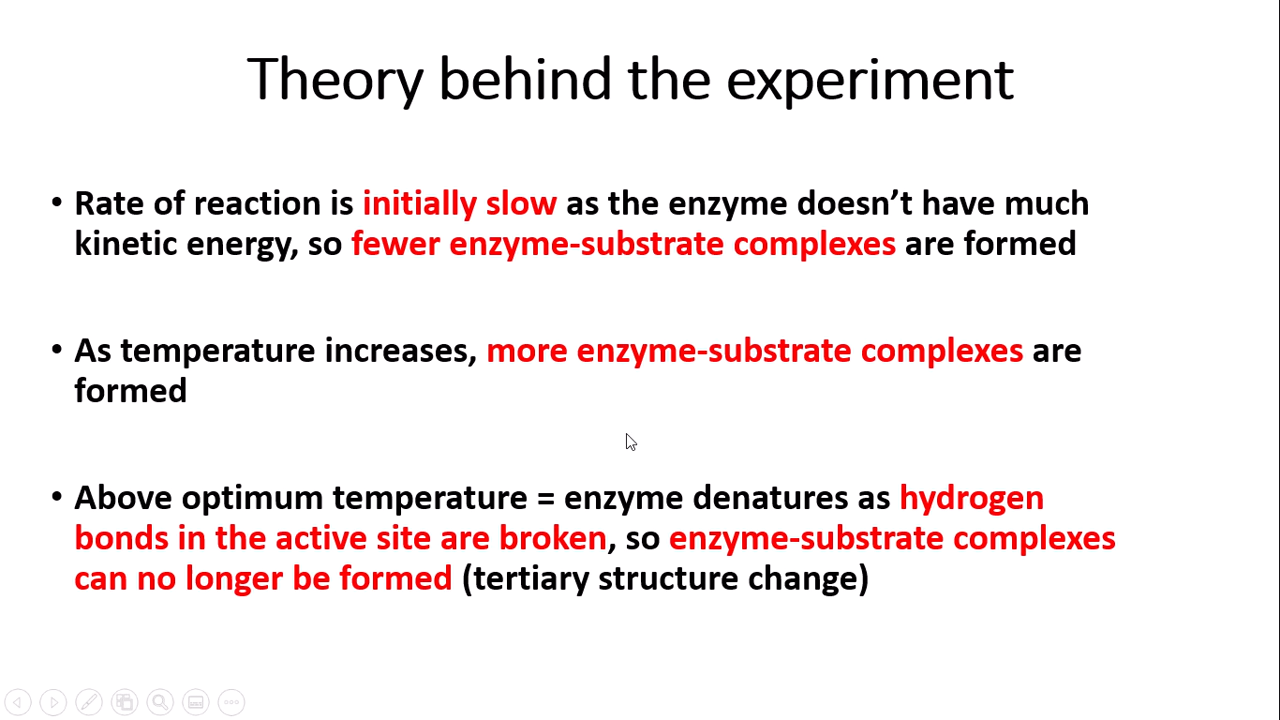 Theory behind the experiment
• Rate of reaction is initially slow as the enzyme doesn’t have much
kinetic energy, so fewer enzyme-substrate complexes are formed
• As temperature increases, more enzyme-substrate complexes are
formed
• Above optimum temperature = enzyme denatures as hydrogen
bonds in the active site are broken, so enzyme-substrate complexes
can no longer be formed (tertiary structure change)